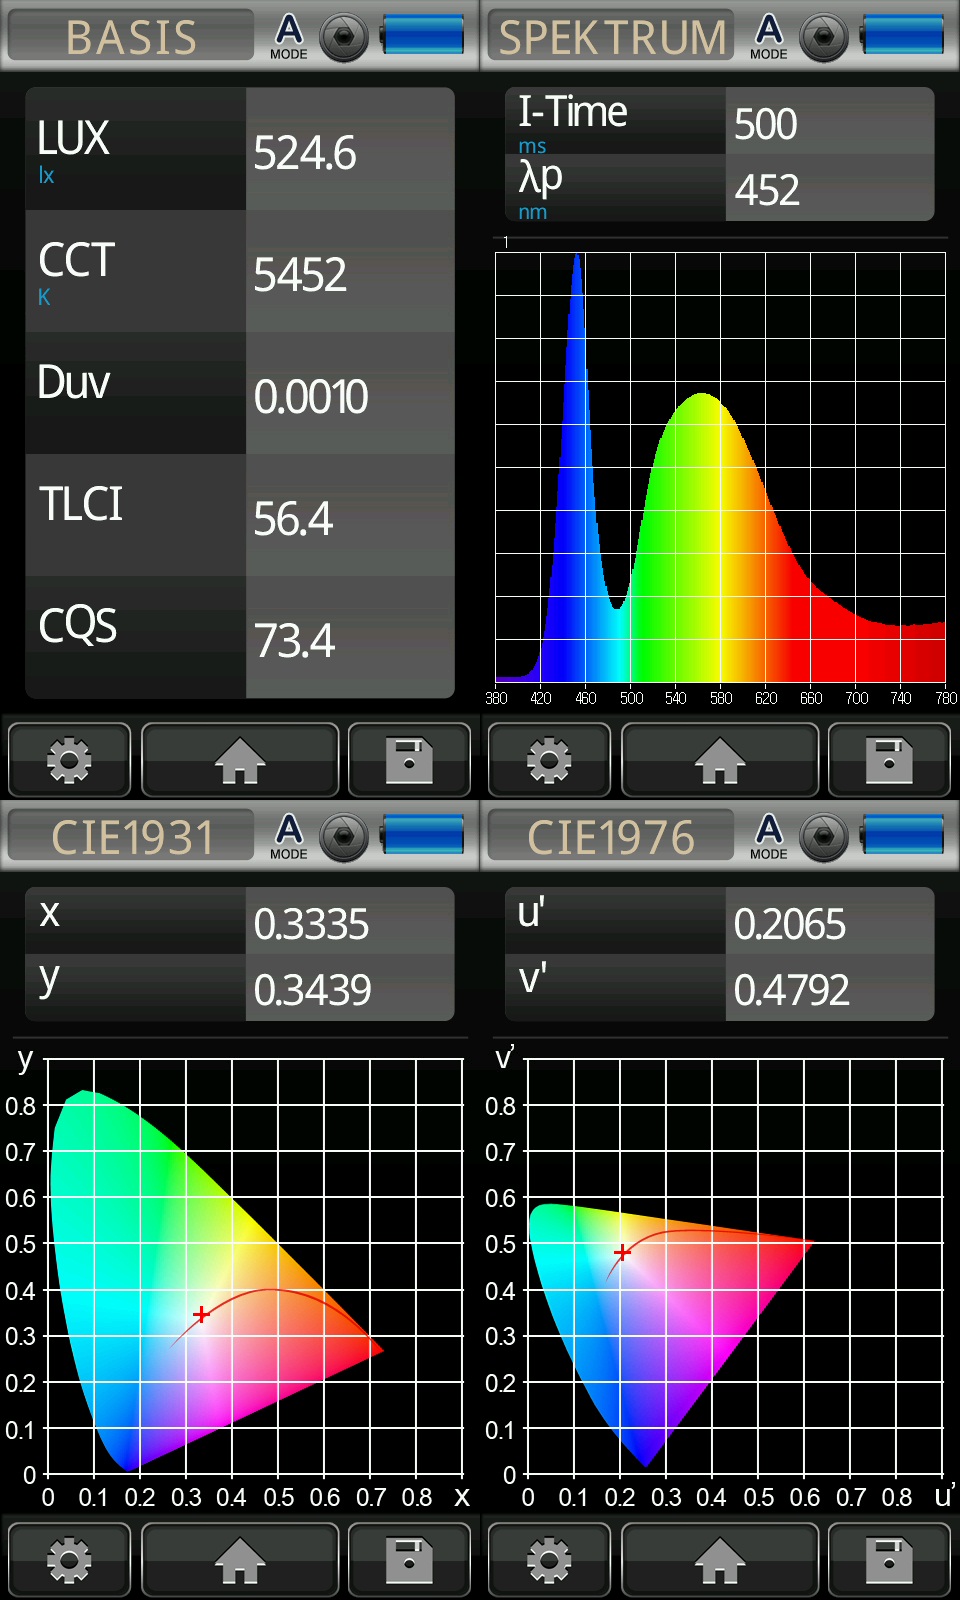 BASIS
A
MODE
LUX
lx
524.6
CCT
K
5452
Duv
0.0010
TLCI
56.4
CQS
73.4
SPEKTRUM
A
MODE
I-Time
ms
500
λp
nm
452
1
380 420 460 500 540 580 620 660 700 740 780
CIE1931
A
MODE
x
0.3335
y
0.3439
y
0.8
0.7
0.6
0.5
0.4
0.3
0.2
0.1
0
0 0.1 0.2 0.3 0.4 0.5 0.6 0.7 0.8 x
CIE1976
A
MODE
u'
0.2065
v'
0.4792
v'
0.8
0.7
0.6
0.5
0.4
0.3
0.2
0.1
0
0 0.1 0.2 0.3 0.4 0.5 0.6 0.7 0.8 u'